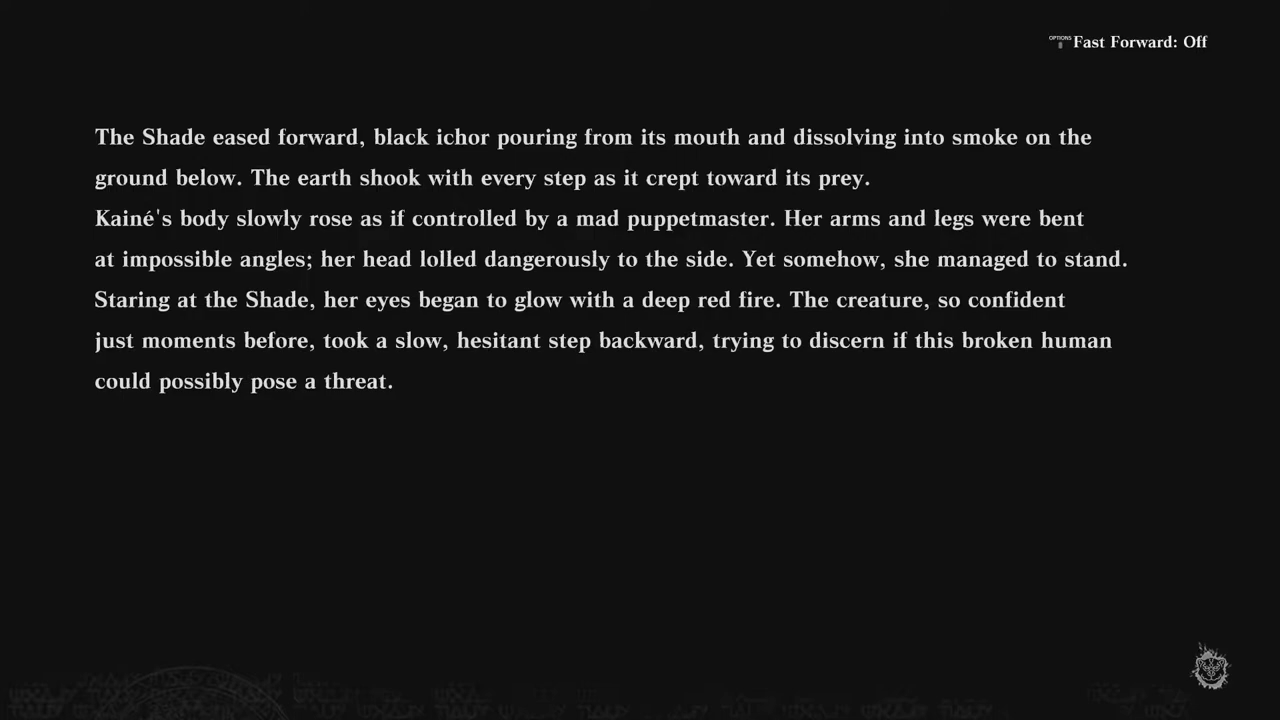 OPTIONS Fast Forward: Off
The Shade eased forward, black ichor pouring from its mouth and dissolving into smoke on the
ground below. The earth shook with every step as it crept toward its prey.
Kainé's body slowly rose as if controlled by a mad puppetmaster. Her arms and legs were bent
at impossible angles; her head lolled dangerously to the side. Yet somehow, she managed to stand.
Staring at the Shade, her eyes began to glow with a deep red fire. The creature, so confident
just moments before, took a slow, hesitant step backward, trying to discern if this broken human
could possibly pose a threat.